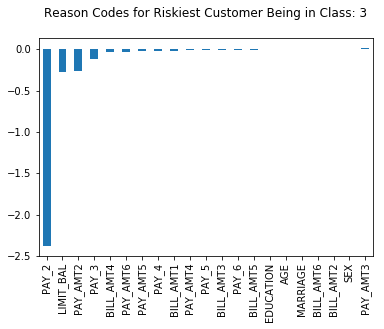 Reason Codes for Riskiest Customer Being in Class: 3
0.0
−0.5
−1.0
−1.5
−2.0
−2.5
PAY_2
LIMIT_BAL
PAY_AMT2
PAY_3
BILL_AMT4
PAY_AMT6
PAY_AMT5
PAY_4
BILL_AMT1
PAY_AMT4
PAY_5
BILL_AMT3
PAY_6
BILL_AMT5
EDUCATION
AGE
MARRIAGE
BILL_AMT6
BILL_AMT2
SEX
PAY_AMT3